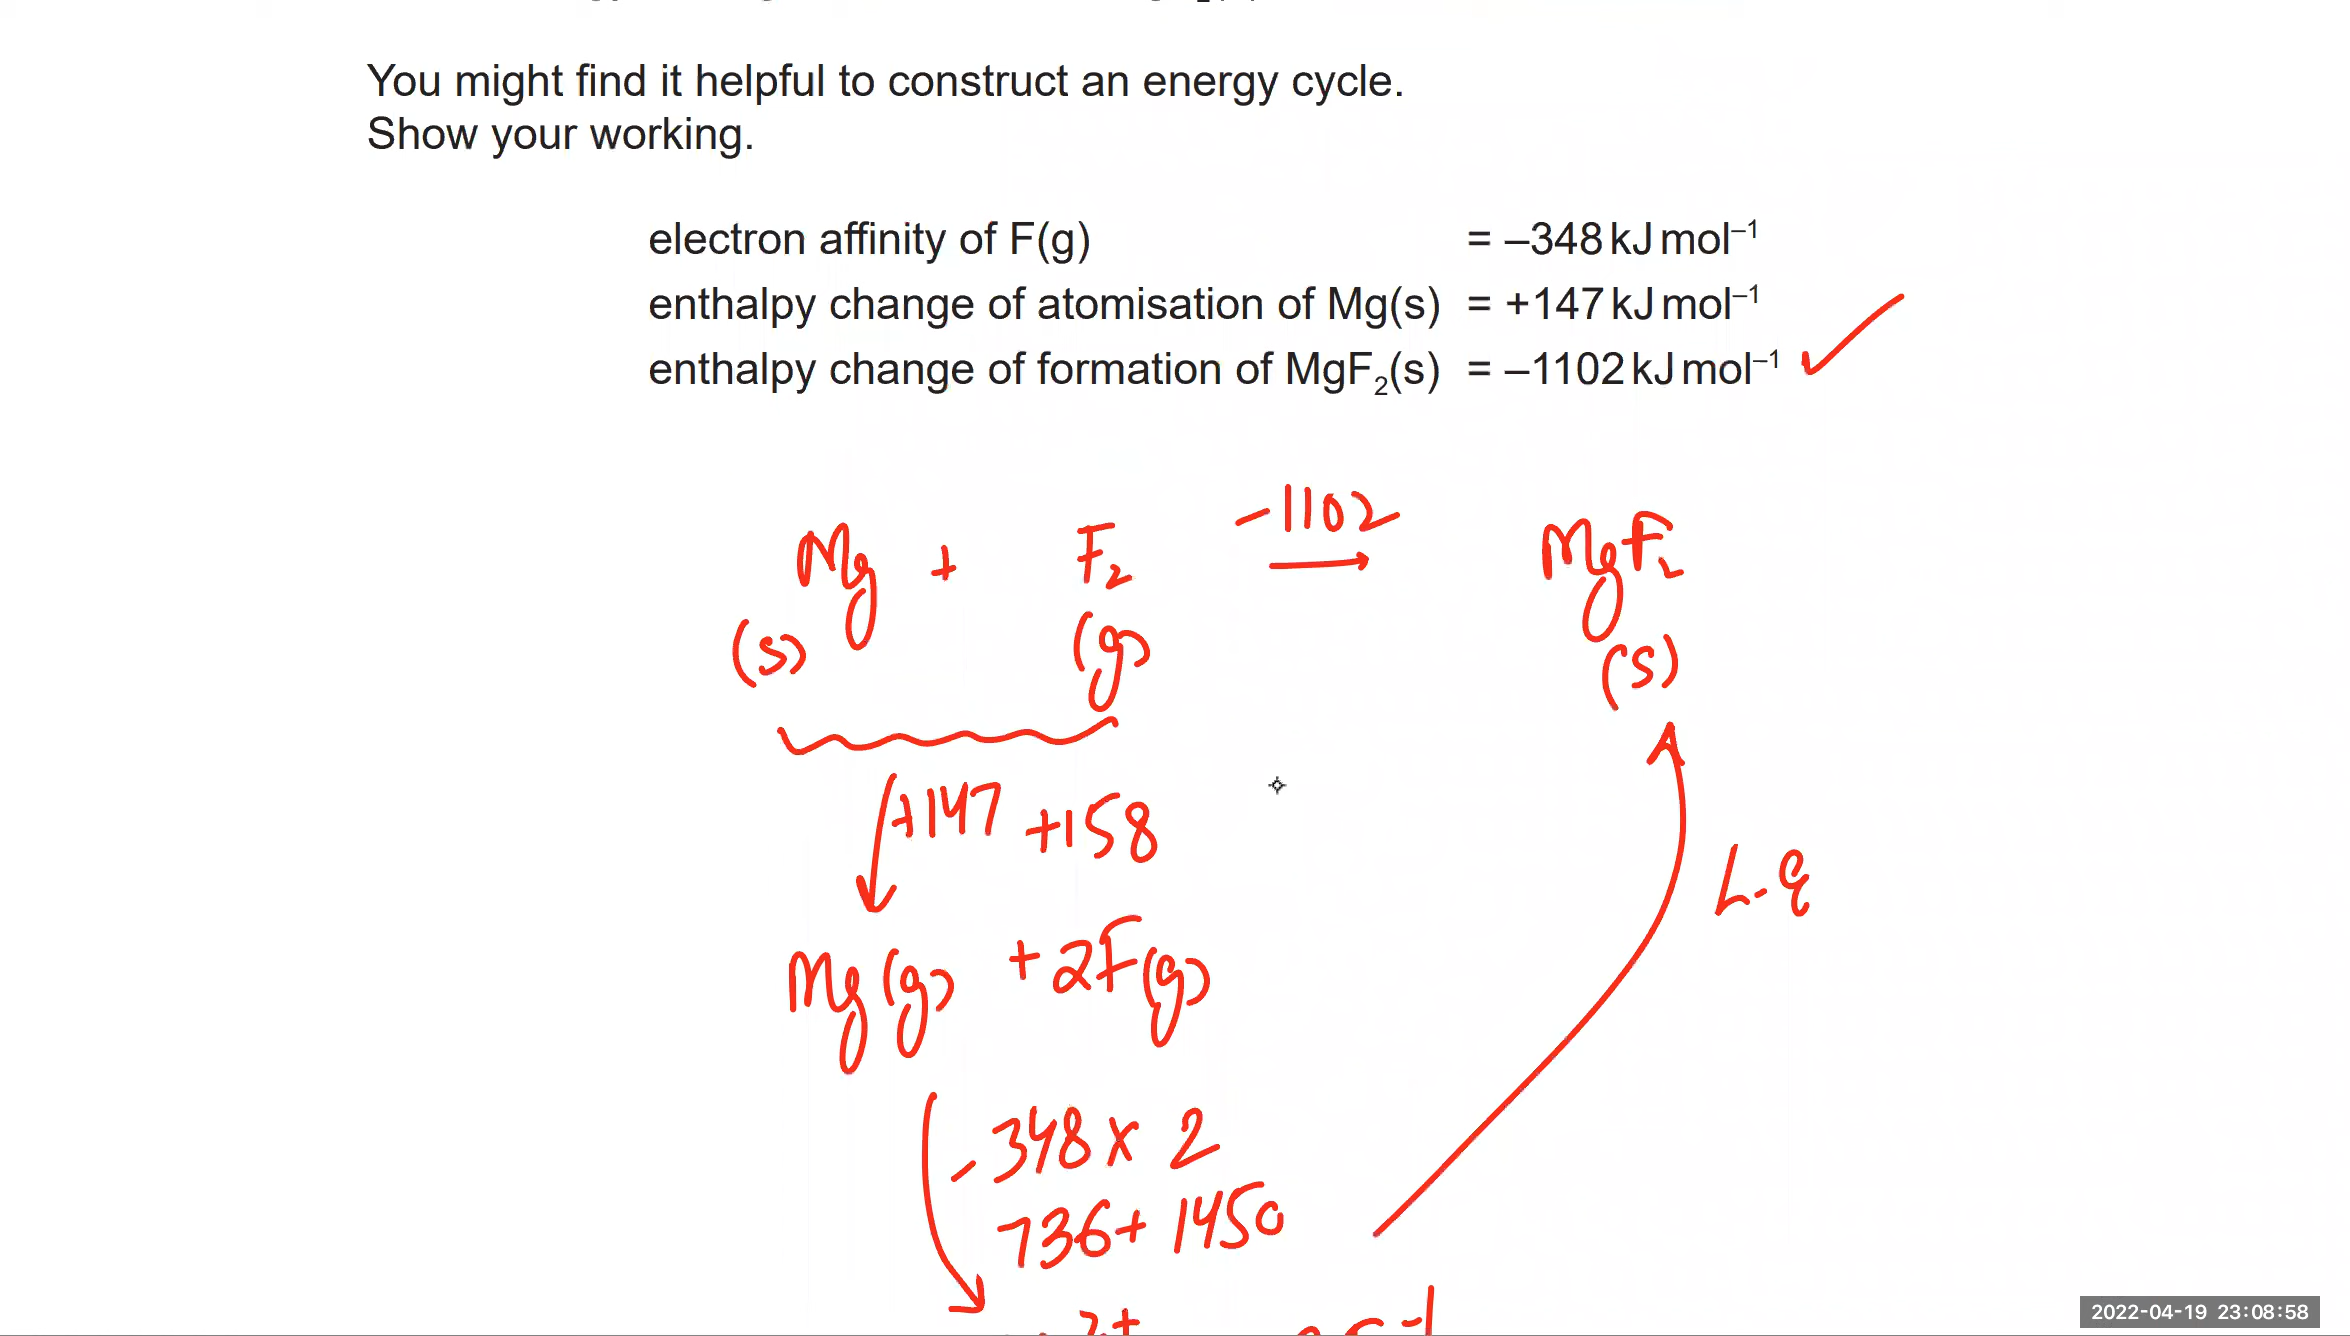 You might find it helpful to construct an energy cycle.
Show your working.
electron affinity of F(g) = –348 kJ mol⁻¹
enthalpy change of atomisation of Mg(s) = +147 kJ mol⁻¹
enthalpy change of formation of MgF₂(s) = –1102 kJ mol⁻¹
-1102
Mg + F₂ → MgF₂
(s) (g) (s)
+147 +158
L.E
Mg(g) + 2F(g)
-348 x 2
736 + 1450
2022-04-19 23:08:58